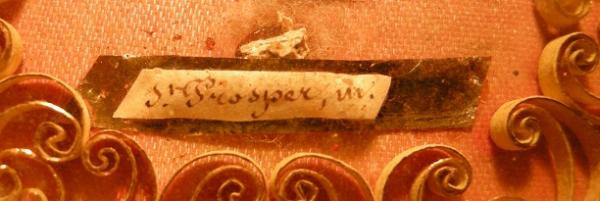 St Prosper, m.